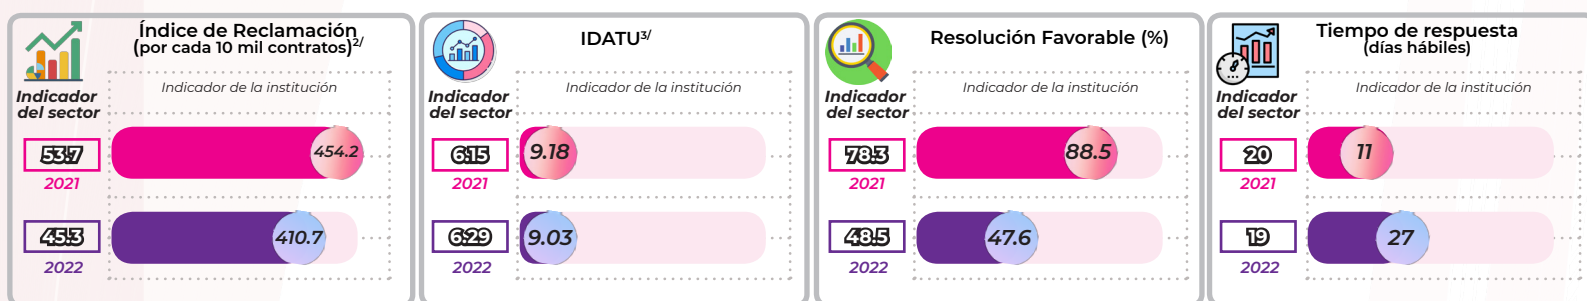 Índice de Reclamación
(por cada 10 mil contratos)2/
Indicador de la institución
Indicador
del sector
53.7
2021
454.2
45.3
2022
410.7
IDATU3/
Indicador de la institución
Indicador
del sector
6.15
2021
9.18
6.29
2022
9.03
Resolución Favorable (%)
Indicador de la institución
Indicador
del sector
78.3
2021
88.5
48.5
2022
47.6
Tiempo de respuesta
(días hábiles)
Indicador de la institución
Indicador
del sector
20
2021
11
19
2022
27